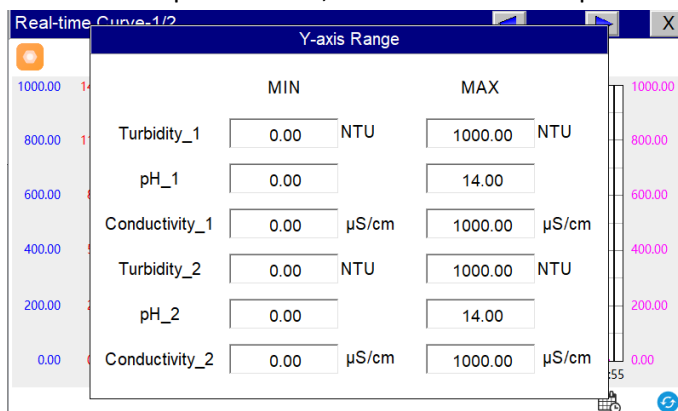 Real-time Curve-1/2 X
Y-axis Range
MIN MAX
Turbidity_1 0.00 NTU 1000.00 NTU
pH_1 0.00 14.00
Conductivity_1 0.00 µS/cm 1000.00 µS/cm
Turbidity_2 0.00 NTU 1000.00 NTU
pH_2 0.00 14.00
Conductivity_2 0.00 µS/cm 1000.00 µS/cm
1000.00
800.00
600.00
400.00
200.00
0.00
1000.00
800.00
600.00
400.00
200.00
0.00
:55